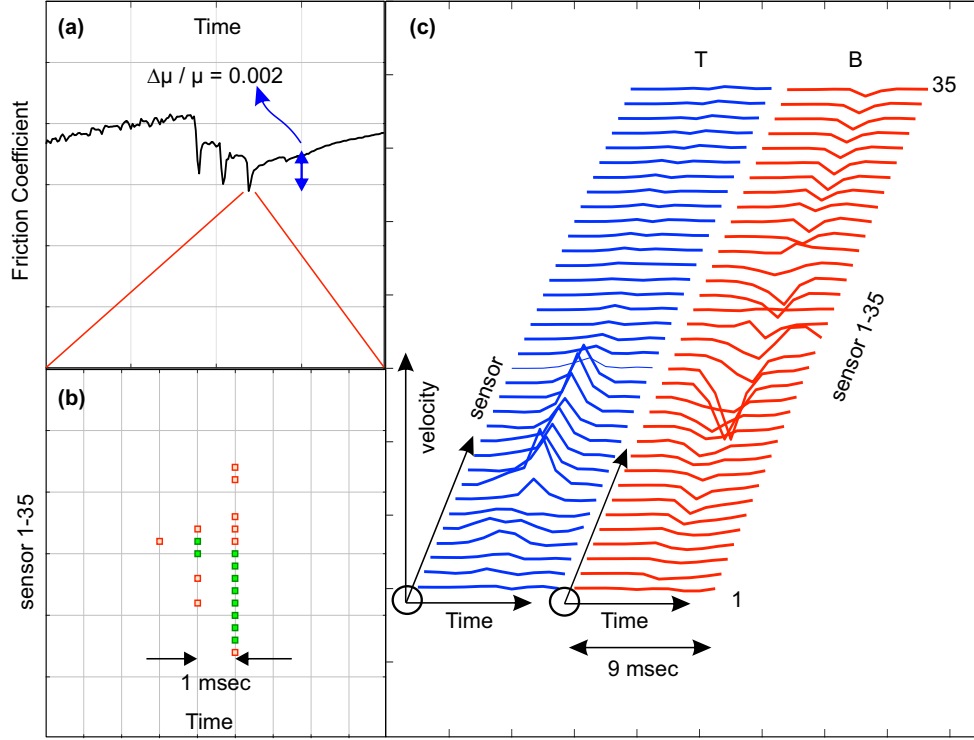 (a)
Time
Δμ / μ = 0.002
Friction Coefficient
(b)
sensor 1-35
1 msec
Time
(c)
T
B
35
sensor
velocity
sensor 1-35
1
Time
Time
9 msec